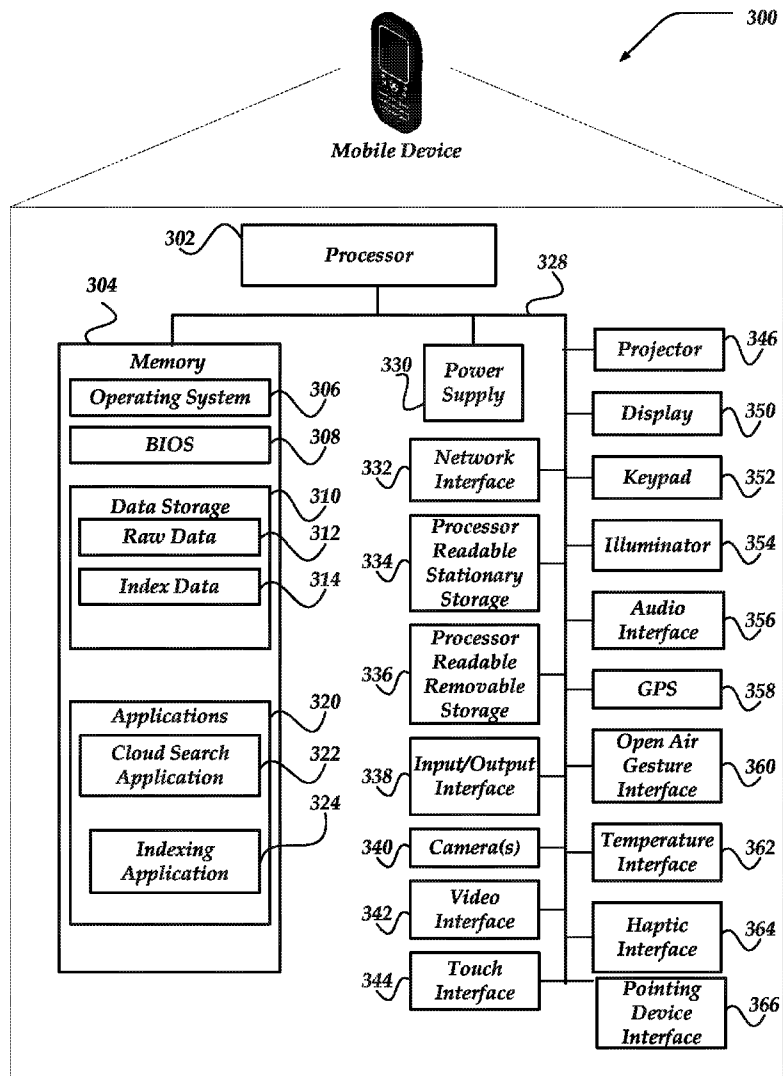 300
Mobile Device
302
Processor
328
304
Memory
Operating System
306
BIOS
308
310
Data Storage
Raw Data
312
Index Data
314
Applications
320
Cloud Search
Application
322
324
Indexing
Application
330
Power
Supply
332
Network
Interface
334
Processor
Readable
Stationary
Storage
336
Processor
Readable
Removable
Storage
338
Input/Output
Interface
340
Camera(s)
342
Video
Interface
344
Touch
Interface
Projector
346
Display
350
Keypad
352
Illuminator
354
Audio
Interface
356
GPS
358
Open Air
Gesture
Interface
360
Temperature
Interface
362
Haptic
Interface
364
Pointing
Device
Interface
366